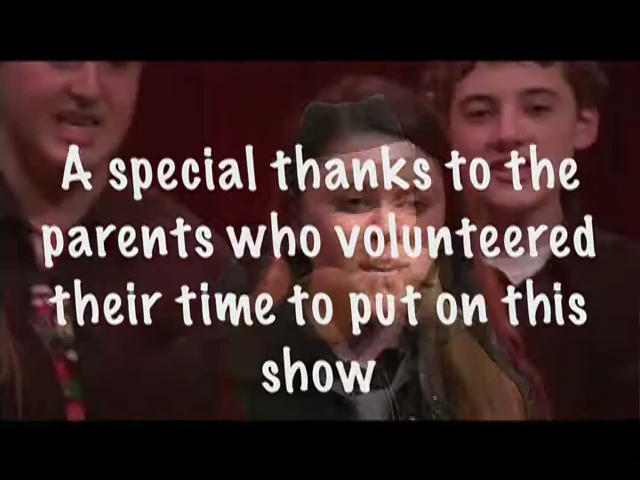 A special thanks to the
parents who volunteered
their time to put on this
show